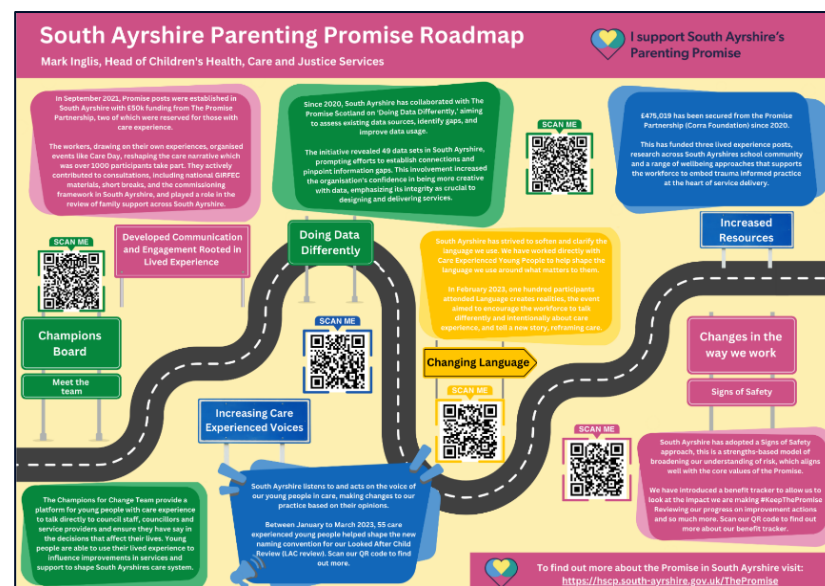 South Ayrshire Parenting Promise Roadmap
Mark Inglis, Head of Children's Health, Care and Justice Services
I support South Ayrshire's
Parenting Promise
In September 2021, Promise posts were established in
South Ayrshire with £50k funding from The Promise
Partnership, two of which were reserved for those with
care experience.
The workers, drawing on their own experiences, organised
events like Care Day, reshaping the care narrative which
was over 1000 participants take part. They actively
contributed to consultations, including national GIRFEC
materials, short breaks, and the commissioning
framework in South Ayrshire, and played a role in the
review of family support across South Ayrshire.
Developed Communication
and Engagement Rooted in
Lived Experience
Since 2020, South Ayrshire has collaborated with The
Promise Scotland on 'Doing Data Differently,' aiming
to assess existing data sources, identify gaps, and
improve data usage.
The initiative revealed 49 data sets in South Ayrshire,
prompting efforts to establish connections and
pinpoint information gaps. This involvement increased
the organisation's confidence in being more creative
with data, emphasizing its integrity as crucial to
designing and delivering services.
Doing Data
Differently
SCAN ME
£475,019 has been secured from the Promise
Partnership (Corra Foundation) since 2020.
This has funded three lived experience posts,
research across South Ayrshires school community
and a range of wellbeing approaches that supports
the workforce to embed trauma informed practice
at the heart of service delivery.
Increased
Resources
SCAN ME
Champions
Board
Meet the
team
South Ayrshire has strived to soften and clarify the
language we use. We have worked directly with
Care Experienced Young People to help shape the
language we use around what matters to them.
In February 2023, one hundred participants
attended Language creates realities, the event
aimed to encourage the workforce to talk
differently and intentionally about care
experience, and tell a new story, reframing care.
Changing Language
SCAN ME
SCAN ME
Increasing Care
Experienced Voices
Changes in the
way we work
Signs of Safety
SCAN ME
The Champions for Change Team provide a
platform for young people with care experience
to talk directly to council staff, councillors and
service providers and ensure they have say in
the decisions that affect their lives. Young
people are able to use their lived experience to
influence improvements in services and
support to shape South Ayrshires care system.
South Ayrshire listens to and acts on the voice of
our young people in care, making changes to our
practice based on their opinions.
Between January to March 2023, 55 care
experienced young people helped shape the new
naming convention for our Looked After Child
Review (LAC review). Scan our QR code to find
out more.
South Ayrshire has adopted a Signs of Safety
approach, this is a strengths-based model of
broadening our understanding of risk, which aligns
well with the core values of the Promise.
We have introduced a benefit tracker to allow us to
look at the impact we are making #KeepThePromise
Reviewing our progress on improvement actions
and so much more. Scan our QR code to find out
more about our benefit tracker.
To find out more about the Promise in South Ayrshire visit:
https://hscp.south-ayrshire.gov.uk/ThePromise